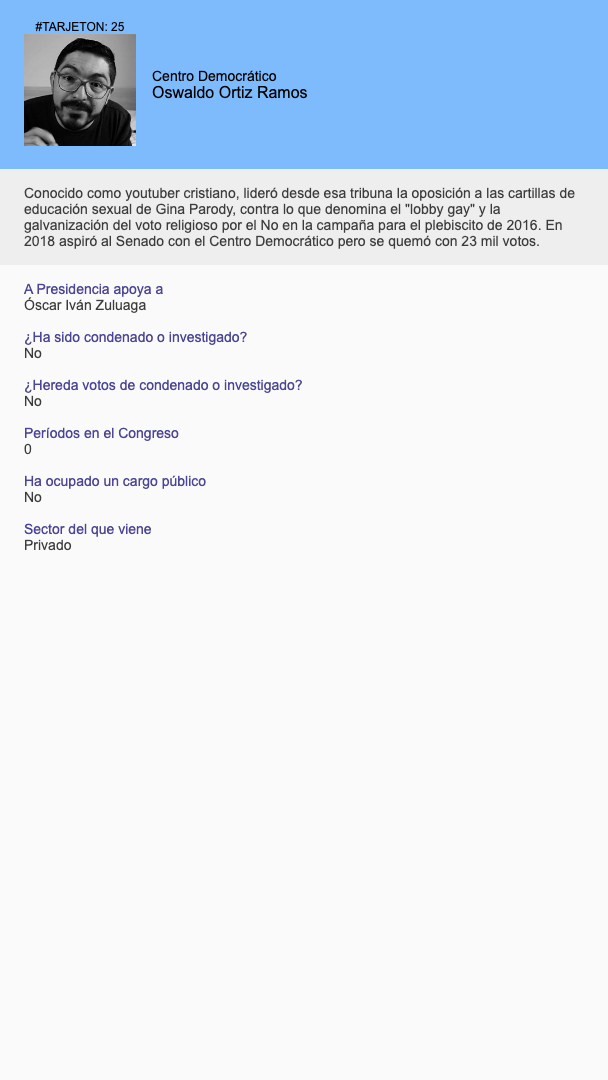 #TARJETON: 25
Centro Democrático
Oswaldo Ortiz Ramos
Conocido como youtuber cristiano, lideró desde esa tribuna la oposición a las cartillas de
educación sexual de Gina Parody, contra lo que denomina el "lobby gay" y la
galvanización del voto religioso por el No en la campaña para el plebiscito de 2016. En
2018 aspiró al Senado con el Centro Democrático pero se quemó con 23 mil votos.
A Presidencia apoya a
Óscar Iván Zuluaga
¿Ha sido condenado o investigado?
No
¿Hereda votos de condenado o investigado?
No
Períodos en el Congreso
0
Ha ocupado un cargo público
No
Sector del que viene
Privado